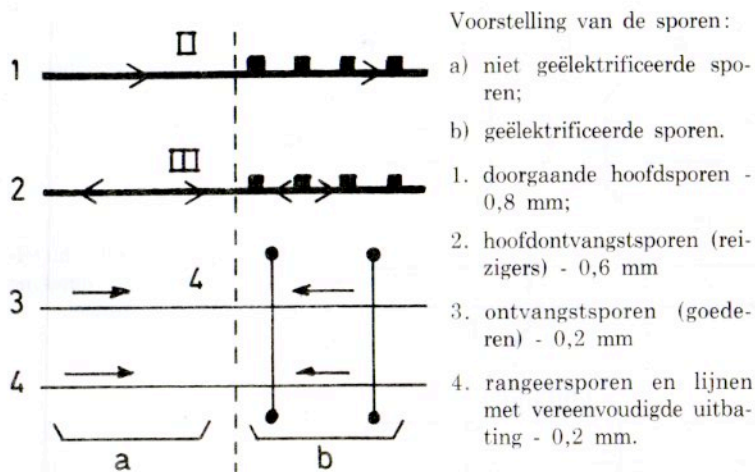 II
1
III
2
4
3
4
a
b
Voorstelling van de sporen:
a) niet geëlektrificeerde spo-
ren;
b) geëlektrificeerde sporen.
1. doorgaande hoofdsporen -
0,8 mm;
2. hoofdontvangstsporen (rei-
zigers) - 0,6 mm
3. ontvangstsporen (goede-
ren) - 0,2 mm
4. rangeersporen en lijnen
met vereenvoudigde uitba-
ting - 0,2 mm.